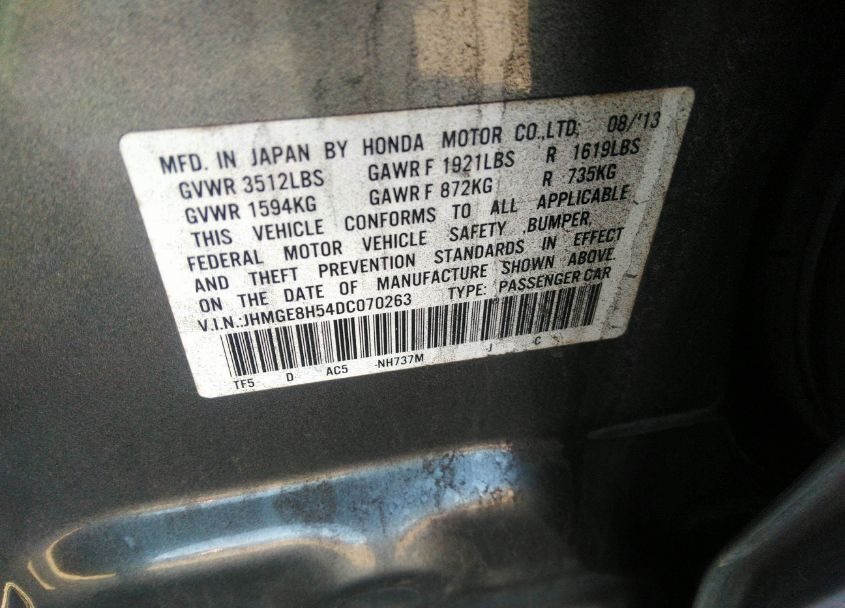 MFD. IN JAPAN BY HONDA MOTOR CO.,LTD; 08/'13
GVWR 3512LBS GAWR F 1921LBS R 1619LBS
GVWR 1594KG GAWR F 872KG R 735KG
THIS VEHICLE CONFORMS TO ALL APPLICABLE
FEDERAL MOTOR VEHICLE SAFETY ,BUMPER,
AND THEFT PREVENTION STANDARDS IN EFFECT
ON THE DATE OF MANUFACTURE SHOWN ABOVE.
V.I.N.:JHMGE8H54DC070263 TYPE: PASSENGER CAR
TF5 D AC5 NH737M J C